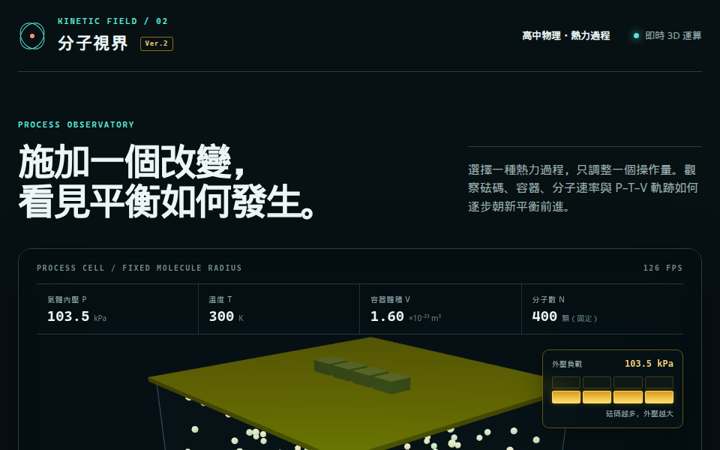 KINETIC FIELD / 02
分子視界 Ver.2
高中物理・熱力過程
即時 3D 運算
PROCESS OBSERVATORY
施加一個改變，
看見平衡如何發生。
選擇一種熱力過程，只調整一個操作量。觀
察砝碼、容器、分子速率與 P–T–V 軌跡如何
逐步朝新平衡前進。
PROCESS CELL / FIXED MOLECULE RADIUS
126 FPS
氣體內壓 P
103.5 kPa
溫度 T
300 K
容器體積 V
1.60 ×10⁻²³ m³
分子數 N
400 顆（固定）
外壓負載 103.5 kPa
砝碼越多，外壓越大